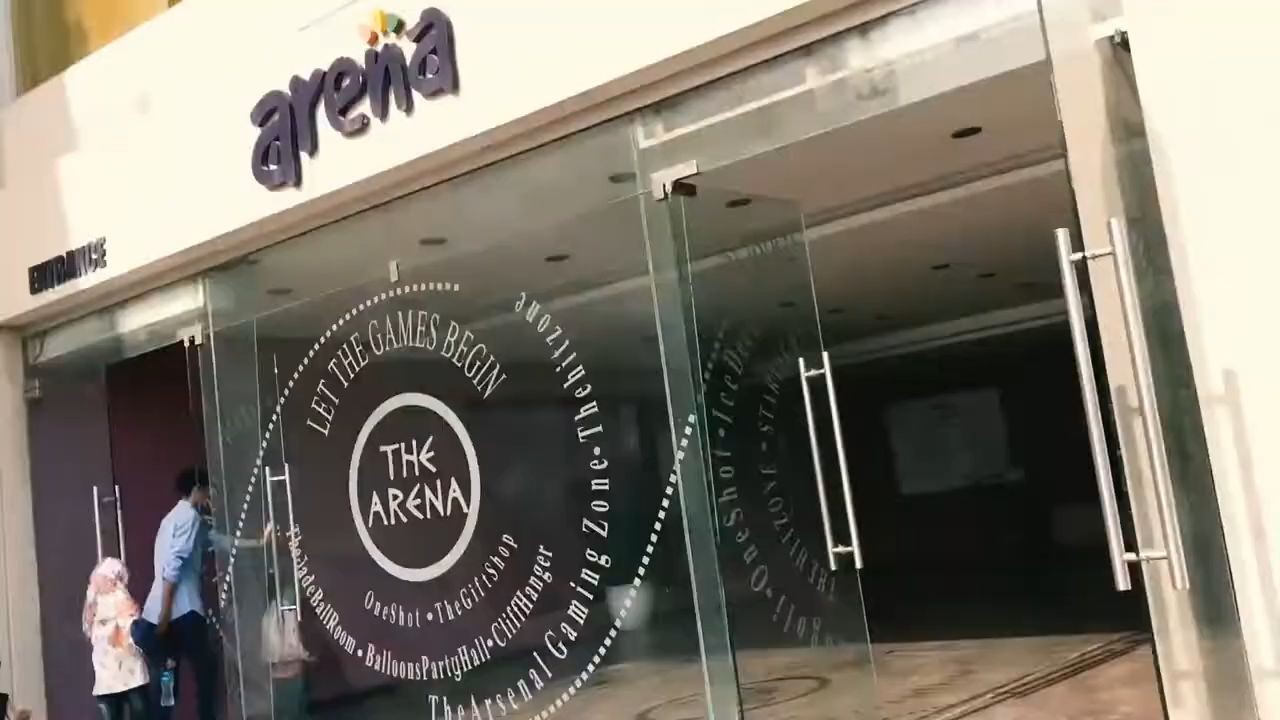 arena
ENTRANCE
LET THE GAMES BEGIN
THE
ARENA
OneShot • TheGiftShop
TheJadeBallRoom • BalloonsPartyHall • CliffHanger
TheArsenal Gaming Zone • Thehitzone
OneShot